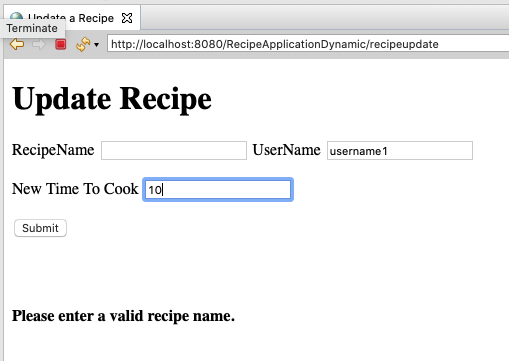 Update a Recipe
Terminate
http://localhost:8080/RecipeApplicationDynamic/recipeupdate
Update Recipe
RecipeName UserName username1
New Time To Cook 10
Submit
Please enter a valid recipe name.